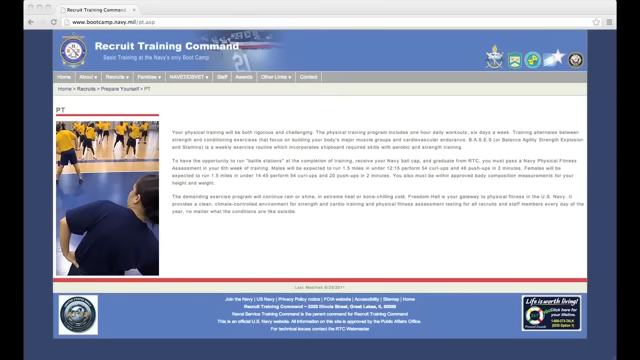 Recruit Training Command
www.bootcamp.navy.mil/pt.asp
Recruit Training Command
Basic Training at the Navy's only Boot Camp
Home About Recruits Families NAVET/OSVET Staff Awards Other Links Contact
Home > Recruits > Prepare Yourself > PT
PT
Your physical training will be both rigorous and challenging. The physical training program includes one hour daily workouts, six days a week. Training alternates between
strength and conditioning exercises that focus on building your body's major muscle groups and cardiovascular endurance. B.A.S.E.S (or Balance Agility Strength Explosion
and Stamina) is a weekly exercise routine which incorporates shipboard required skills with aerobic and strength training.
To have the opportunity to run "battle stations" at the completion of training, receive your Navy ball cap, and graduate from RTC, you must pass a Navy Physical Fitness
Assessment in your 6th week of training. Males will be expected to run 1.5 miles in under 12:15 perform 54 curl-ups and 46 push-ups in 2 minutes. Females will be
expected to run 1.5 miles in under 14:45 perform 54 curl-ups and 20 push-ups in 2 minutes. You also must be within approved body composition measurements for your
height and weight.
The demanding exercise program will continue rain or shine, in extreme heat or bone-chilling cold. Freedom Hall is your gateway to physical fitness in the U.S. Navy. It
provides a clean, climate-controlled environment for strength and cardio training and physical fitness assessment testing for all recruits and staff members every day of the
year, no matter what the conditions are like outside.
Last Modified 6/23/2011
Join the Navy | US Navy | Privacy Policy notice | FOIA website | Accessibility | Sitemap | Home
Recruit Training Command ~ 3355 Illinois Street, Great Lakes, IL 60088
Naval Service Training Command is the parent command for Recruit Training Command
This is an official U.S. Navy website. All information on this site is approved by the Public Affairs Office.
For technical issues contact the RTC Webmaster
Life is worth living!
Click here for
your lifeline.
1-800-273-TALK